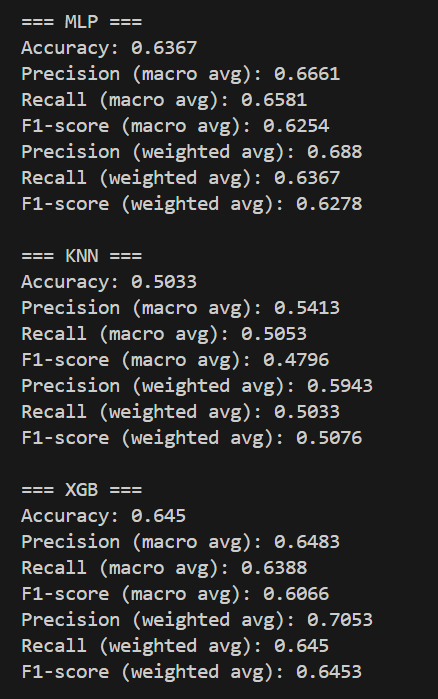 === MLP ===
Accuracy: 0.6367
Precision (macro avg): 0.6661
Recall (macro avg): 0.6581
F1-score (macro avg): 0.6254
Precision (weighted avg): 0.688
Recall (weighted avg): 0.6367
F1-score (weighted avg): 0.6278
=== KNN ===
Accuracy: 0.5033
Precision (macro avg): 0.5413
Recall (macro avg): 0.5053
F1-score (macro avg): 0.4796
Precision (weighted avg): 0.5943
Recall (weighted avg): 0.5033
F1-score (weighted avg): 0.5076
=== XGB ===
Accuracy: 0.645
Precision (macro avg): 0.6483
Recall (macro avg): 0.6388
F1-score (macro avg): 0.6066
Precision (weighted avg): 0.7053
Recall (weighted avg): 0.645
F1-score (weighted avg): 0.6453